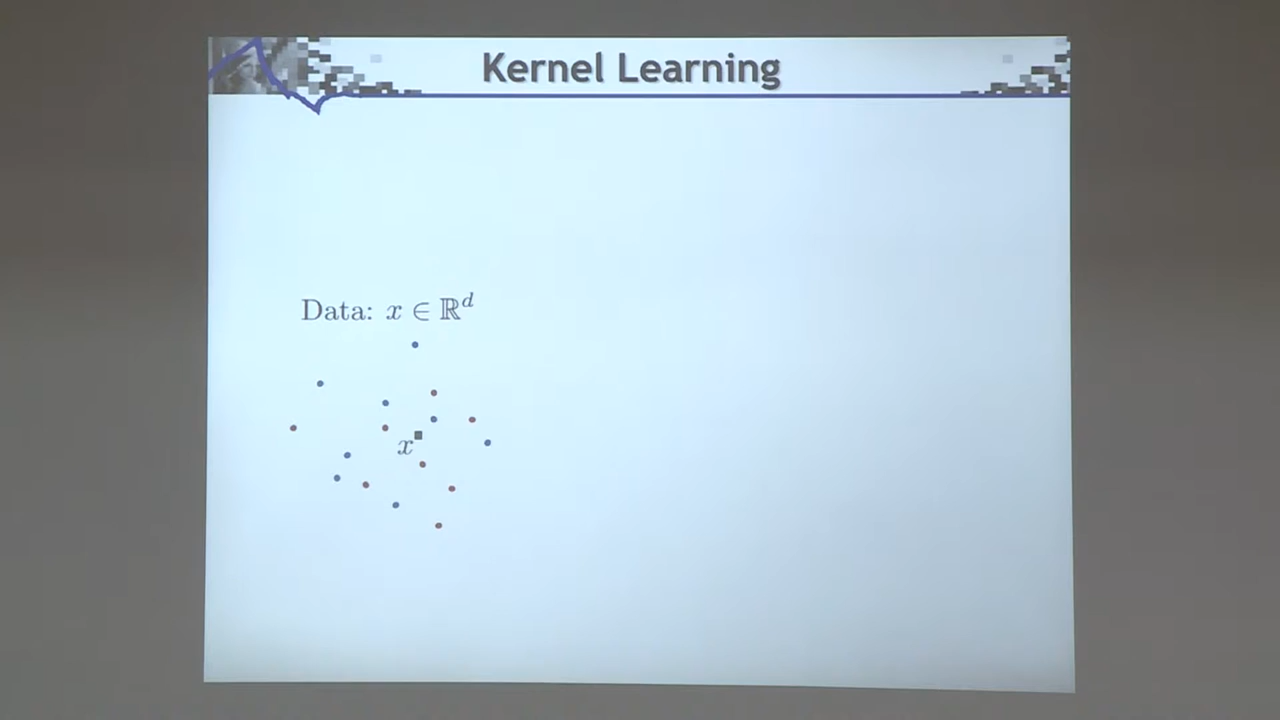 Kernel Learning
Data: x ∈ ℝ^d
x